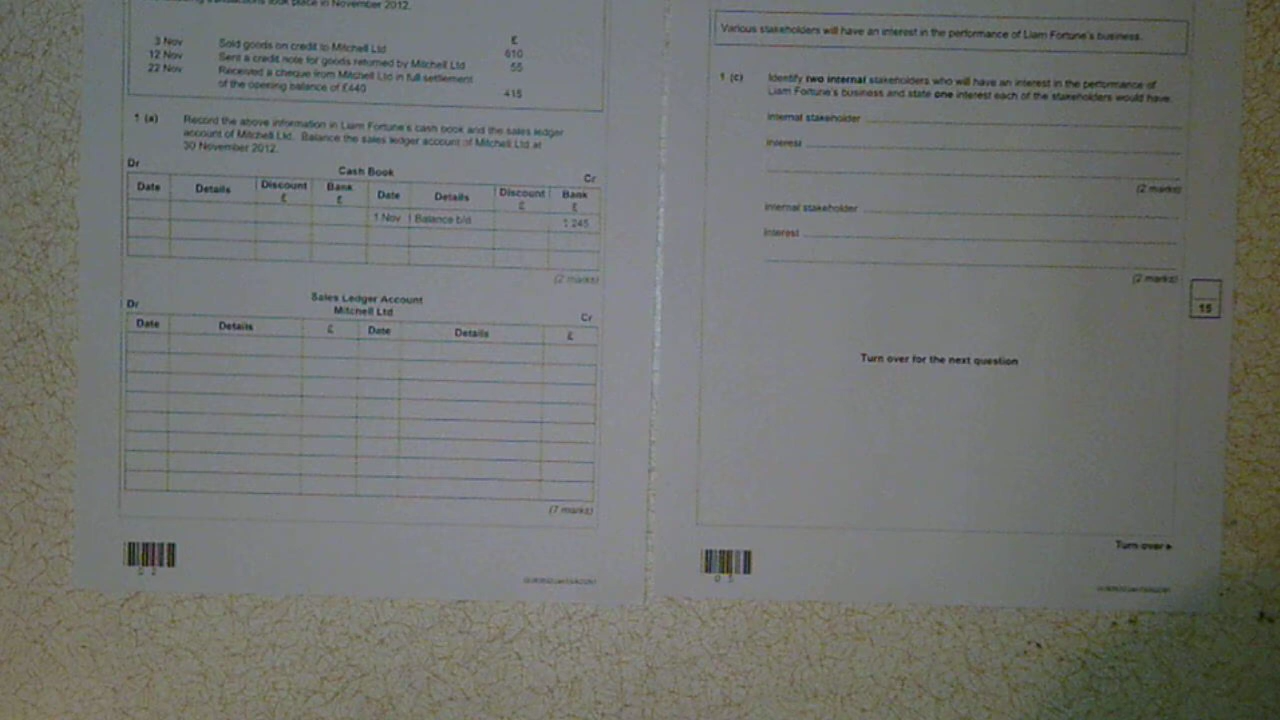 transactions took place in November 2012.
£
3 Nov Sold goods on credit to Mitchell Ltd 610
12 Nov Sent a credit note for goods returned by Mitchell Ltd 55
22 Nov Received a cheque from Mitchell Ltd in full settlement
of the opening balance of £440 415
1 (a) Record the above information in Liam Fortune's cash book and the sales ledger
account of Mitchell Ltd. Balance the sales ledger account of Mitchell Ltd at
30 November 2012.
Dr Cash Book Cr
Date Details Discount £ Bank £ Date Details Discount £ Bank £
1 Nov Balance b/d 1 245
(2 marks)
Dr Sales Ledger Account Cr
Mitchell Ltd
Date Details £ Date Details £
(7 marks)
Various stakeholders will have an interest in the performance of Liam Fortune's business.
1 (c) Identify two internal stakeholders who will have an interest in the performance of
Liam Fortune's business and state one interest each of the stakeholders would have.
Internal stakeholder
Interest
(2 marks)
Internal stakeholder
Interest
(2 marks)
15
Turn over for the next question
Turn over